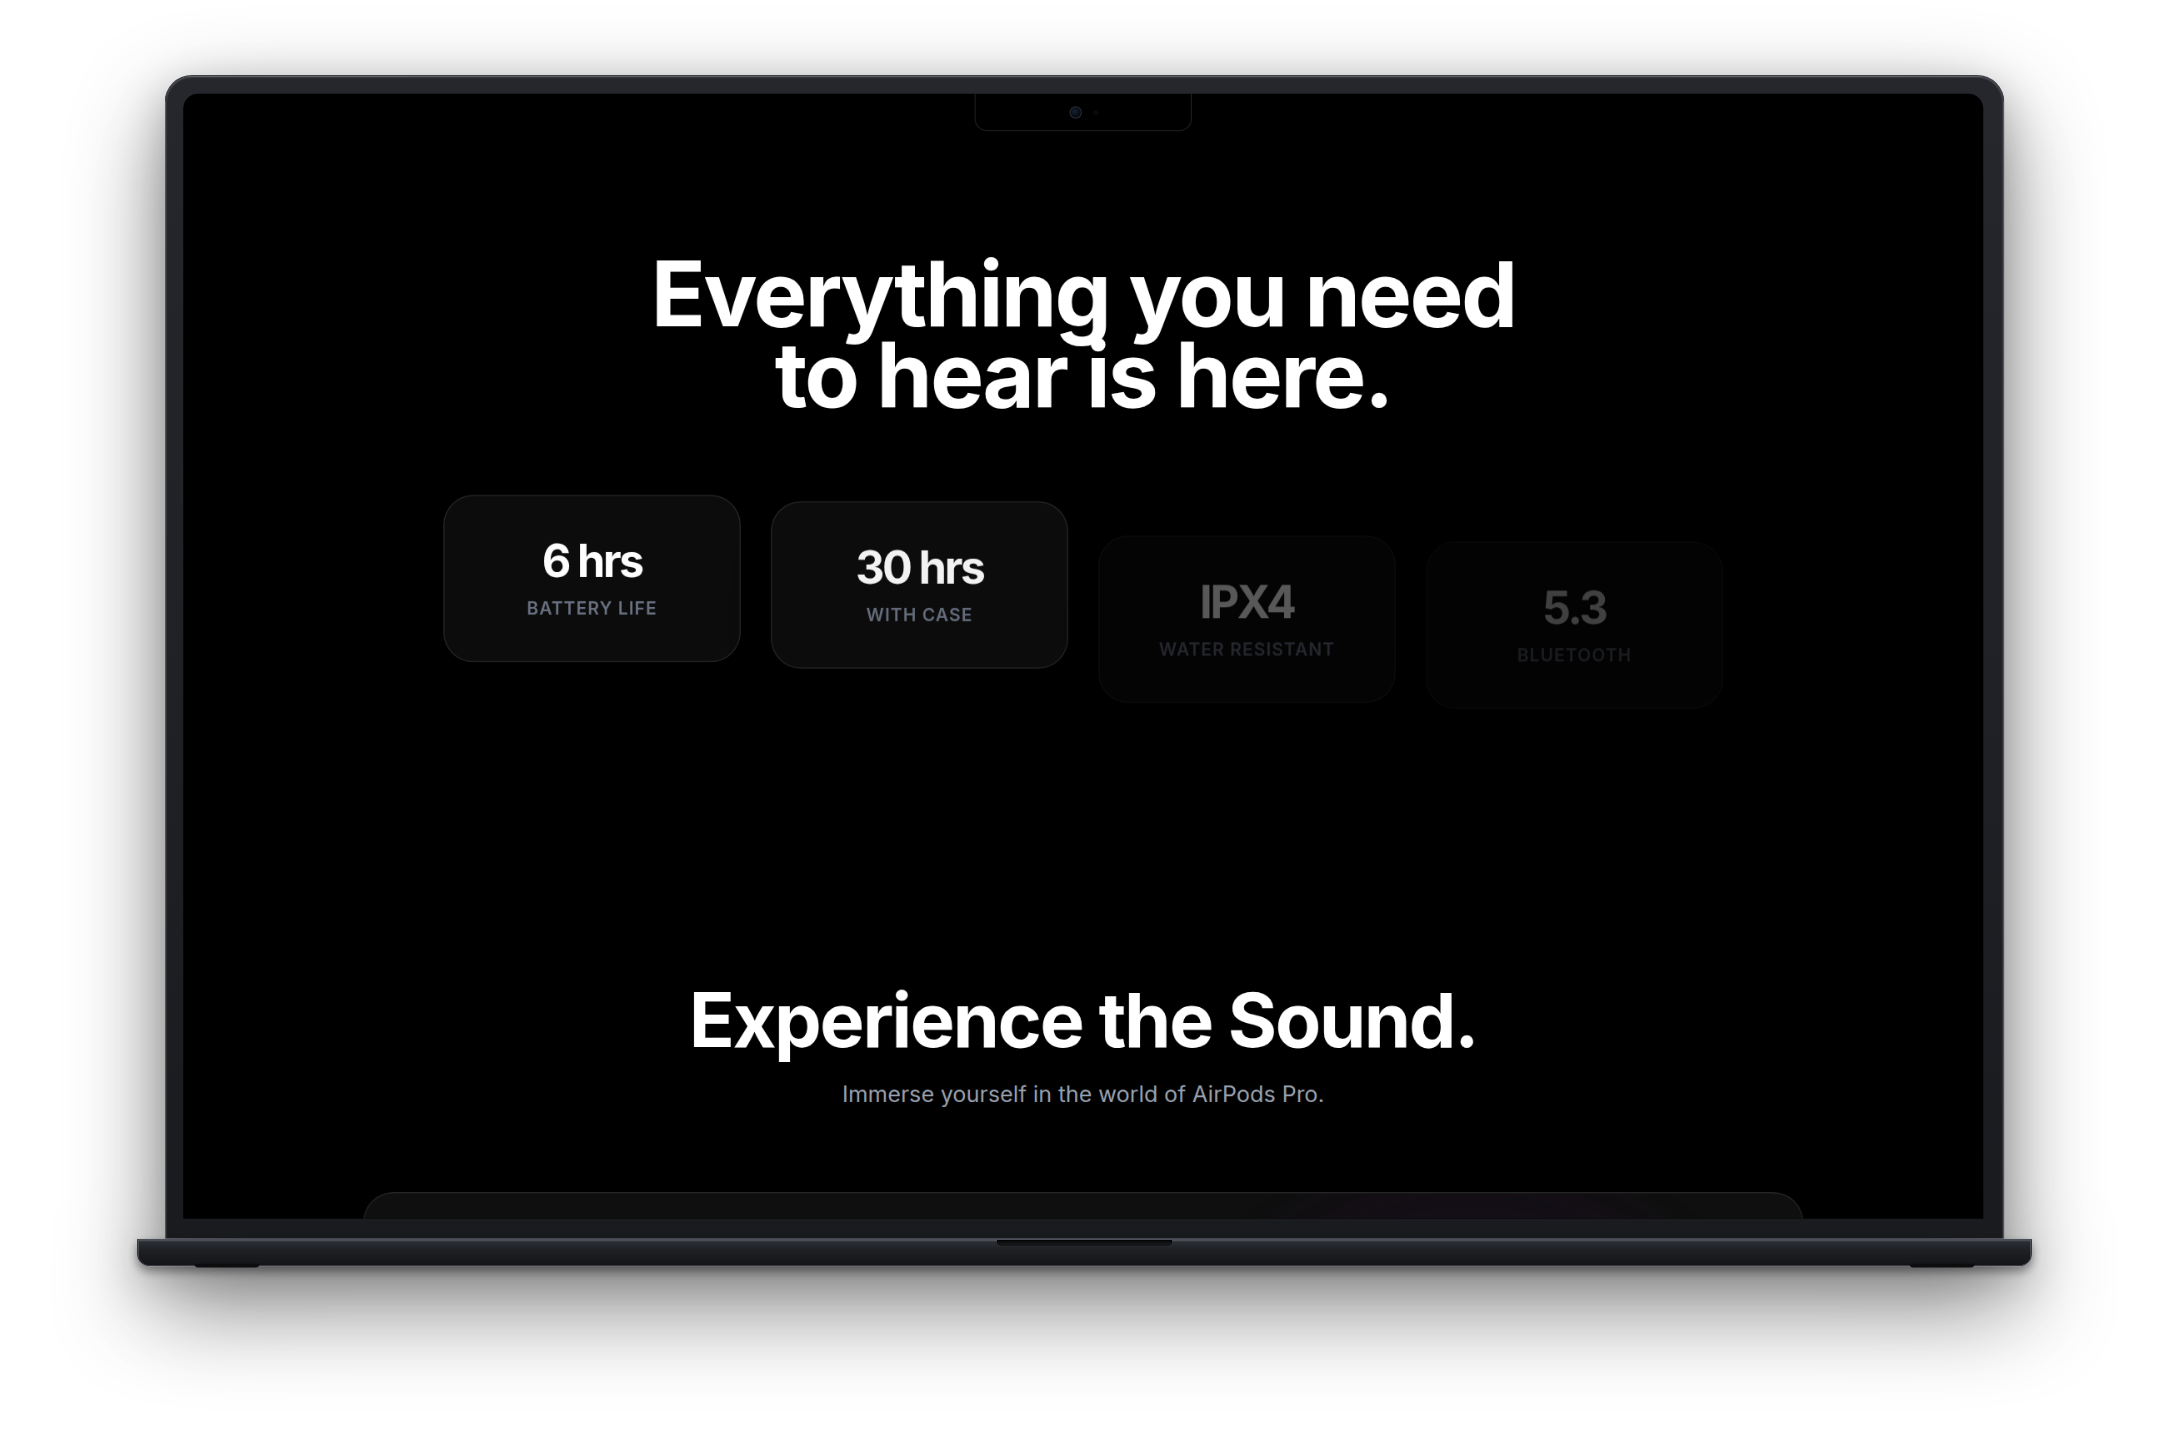 Everything you need
to hear is here.
6 hrs
BATTERY LIFE
30 hrs
WITH CASE
IPX4
WATER RESISTANT
5.3
BLUETOOTH
Experience the Sound.
Immerse yourself in the world of AirPods Pro.